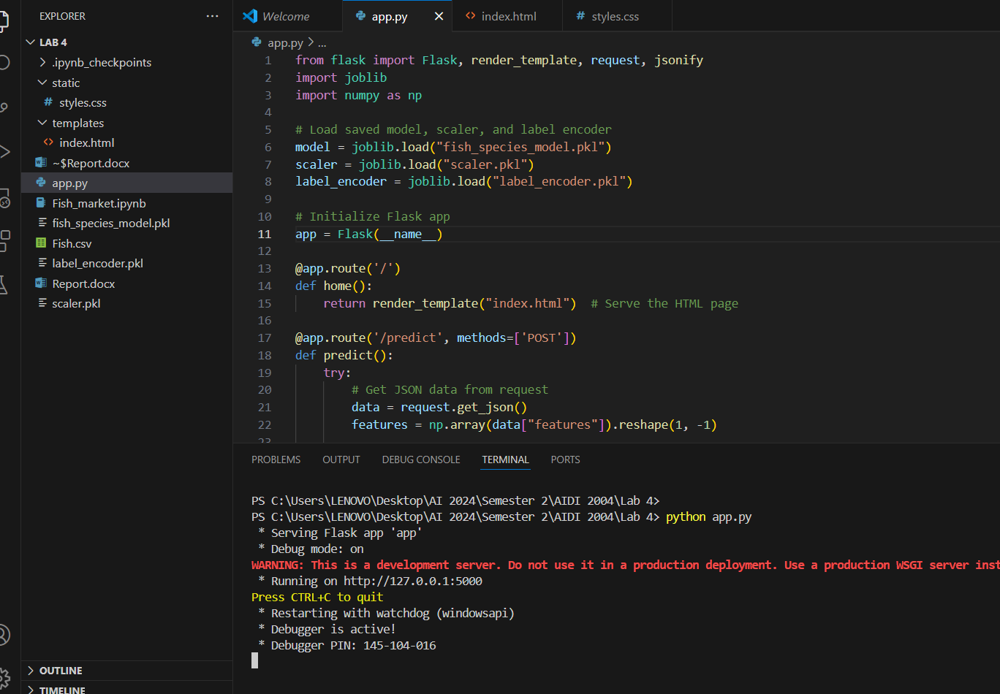 EXPLORER
LAB 4
.ipynb_checkpoints
static
# styles.css
templates
<> index.html
~$Report.docx
app.py
Fish_market.ipynb
fish_species_model.pkl
Fish.csv
label_encoder.pkl
Report.docx
scaler.pkl
OUTLINE
TIMELINE
Welcome
app.py
<> index.html
# styles.css
app.py > ...
1 from flask import Flask, render_template, request, jsonify
2 import joblib
3 import numpy as np
4
5 # Load saved model, scaler, and label encoder
6 model = joblib.load("fish_species_model.pkl")
7 scaler = joblib.load("scaler.pkl")
8 label_encoder = joblib.load("label_encoder.pkl")
9
10 # Initialize Flask app
11 app = Flask(__name__)
12
13 @app.route('/')
14 def home():
15 return render_template("index.html") # Serve the HTML page
16
17 @app.route('/predict', methods=['POST'])
18 def predict():
19 try:
20 # Get JSON data from request
21 data = request.get_json()
22 features = np.array(data["features"]).reshape(1, -1)
23
PROBLEMS OUTPUT DEBUG CONSOLE TERMINAL PORTS
PS C:\Users\LENOVO\Desktop\AI 2024\Semester 2\AIDI 2004\Lab 4>
PS C:\Users\LENOVO\Desktop\AI 2024\Semester 2\AIDI 2004\Lab 4> python app.py
* Serving Flask app 'app'
* Debug mode: on
WARNING: This is a development server. Do not use it in a production deployment. Use a production WSGI server inst
* Running on http://127.0.0.1:5000
Press CTRL+C to quit
* Restarting with watchdog (windowsapi)
* Debugger is active!
* Debugger PIN: 145-104-016